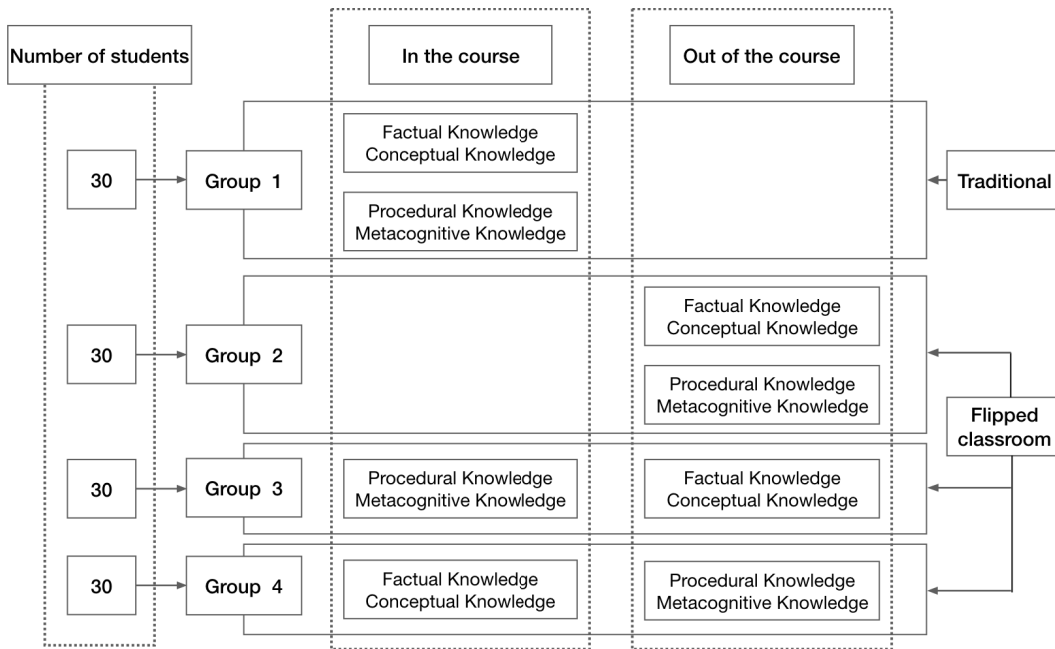 Number of students
In the course
Out of the course
30
Group 1
Factual Knowledge
Conceptual Knowledge
Procedural Knowledge
Metacognitive Knowledge
Traditional
30
Group 2
Factual Knowledge
Conceptual Knowledge
Procedural Knowledge
Metacognitive Knowledge
Flipped
classroom
30
Group 3
Procedural Knowledge
Metacognitive Knowledge
Factual Knowledge
Conceptual Knowledge
30
Group 4
Factual Knowledge
Conceptual Knowledge
Procedural Knowledge
Metacognitive Knowledge